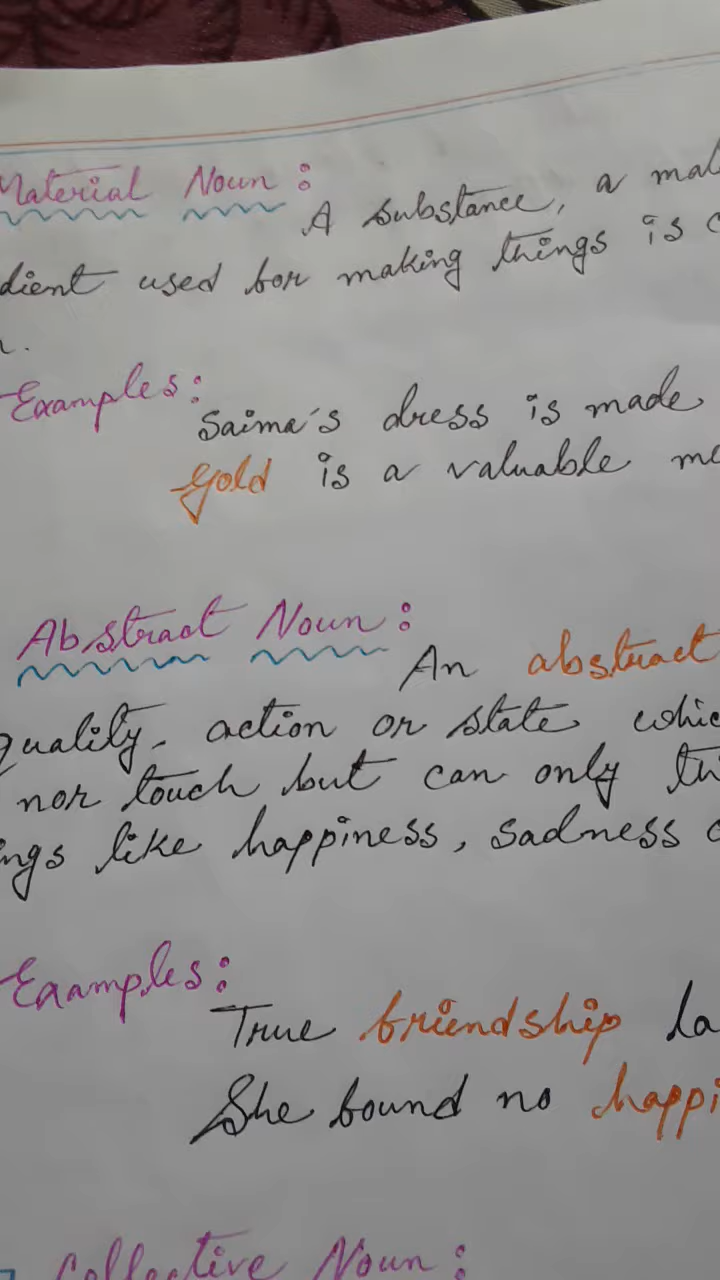 Material Noun :
A substance, a mat
dient used for making things is c
n.
Examples:
Saima's dress is made
Gold is a valuable me
Abstract Noun :
An abstract
quality, action or state whic
nor touch but can only
ngs like happiness, sadness
Examples:
True friendship la
She found no happi
Collective Noun :